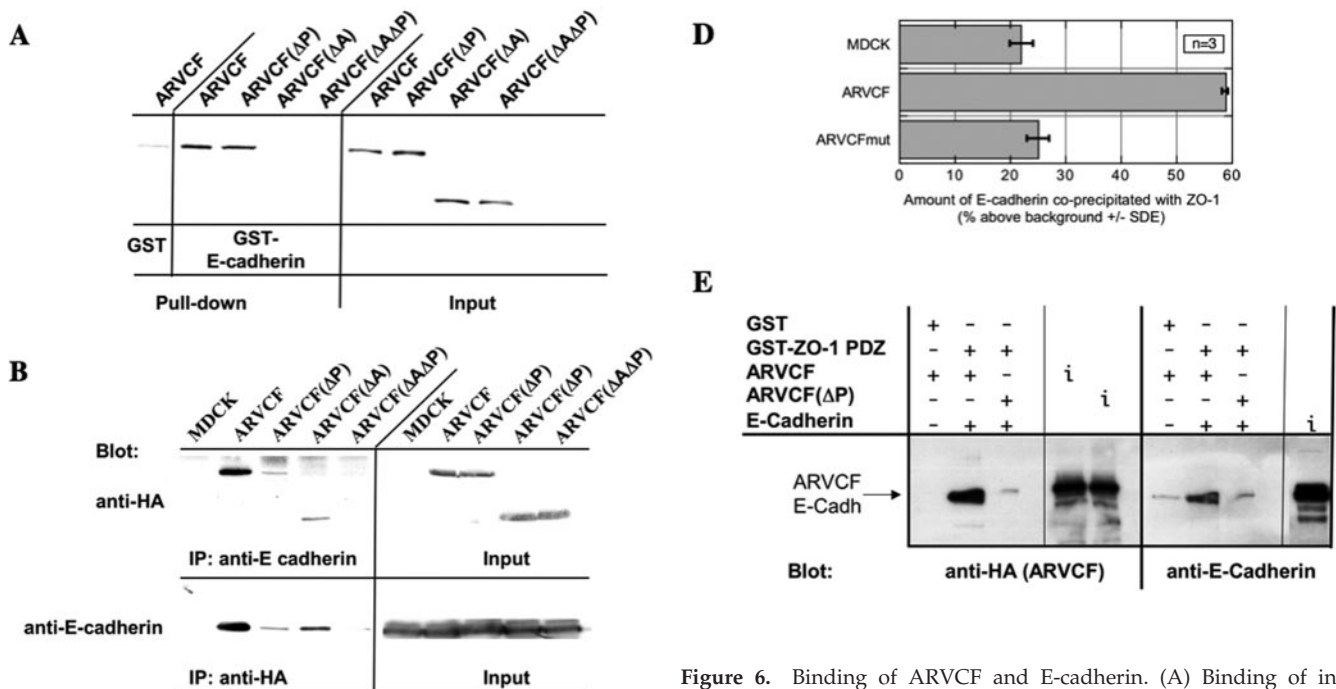 A
ARVCF
ARVCF
ARVCF(ΔP)
ARVCF(ΔA)
ARVCF(ΔAΔP)
ARVCF
ARVCF(ΔP)
ARVCF(ΔA)
ARVCF(ΔAΔP)
GST
GST-
E-cadherin
Pull-down
Input
B
MDCK
ARVCF
ARVCF(ΔP)
ARVCF(ΔA)
ARVCF(ΔAΔP)
MDCK
ARVCF
ARVCF(ΔP)
ARVCF(ΔP)
ARVCF(ΔAΔP)
Blot:
anti-HA
IP: anti-E cadherin
Input
anti-E-cadherin
IP: anti-HA
Input
D
MDCK
n=3
ARVCF
ARVCFmut
0 10 20 30 40 50 60
Amount of E-cadherin co-precipitated with ZO-1
(% above background +/- SDE)
E
GST + - - + - -
GST-ZO-1 PDZ - + + - + +
ARVCF + + - i + + -
ARVCF(ΔP) - - + i - - +
E-Cadherin - + + - + + i
ARVCF
E-Cadh
Blot:
anti-HA (ARVCF)
anti-E-Cadherin
Figure 6. Binding of ARVCF and E-cadherin. (A) Binding of in